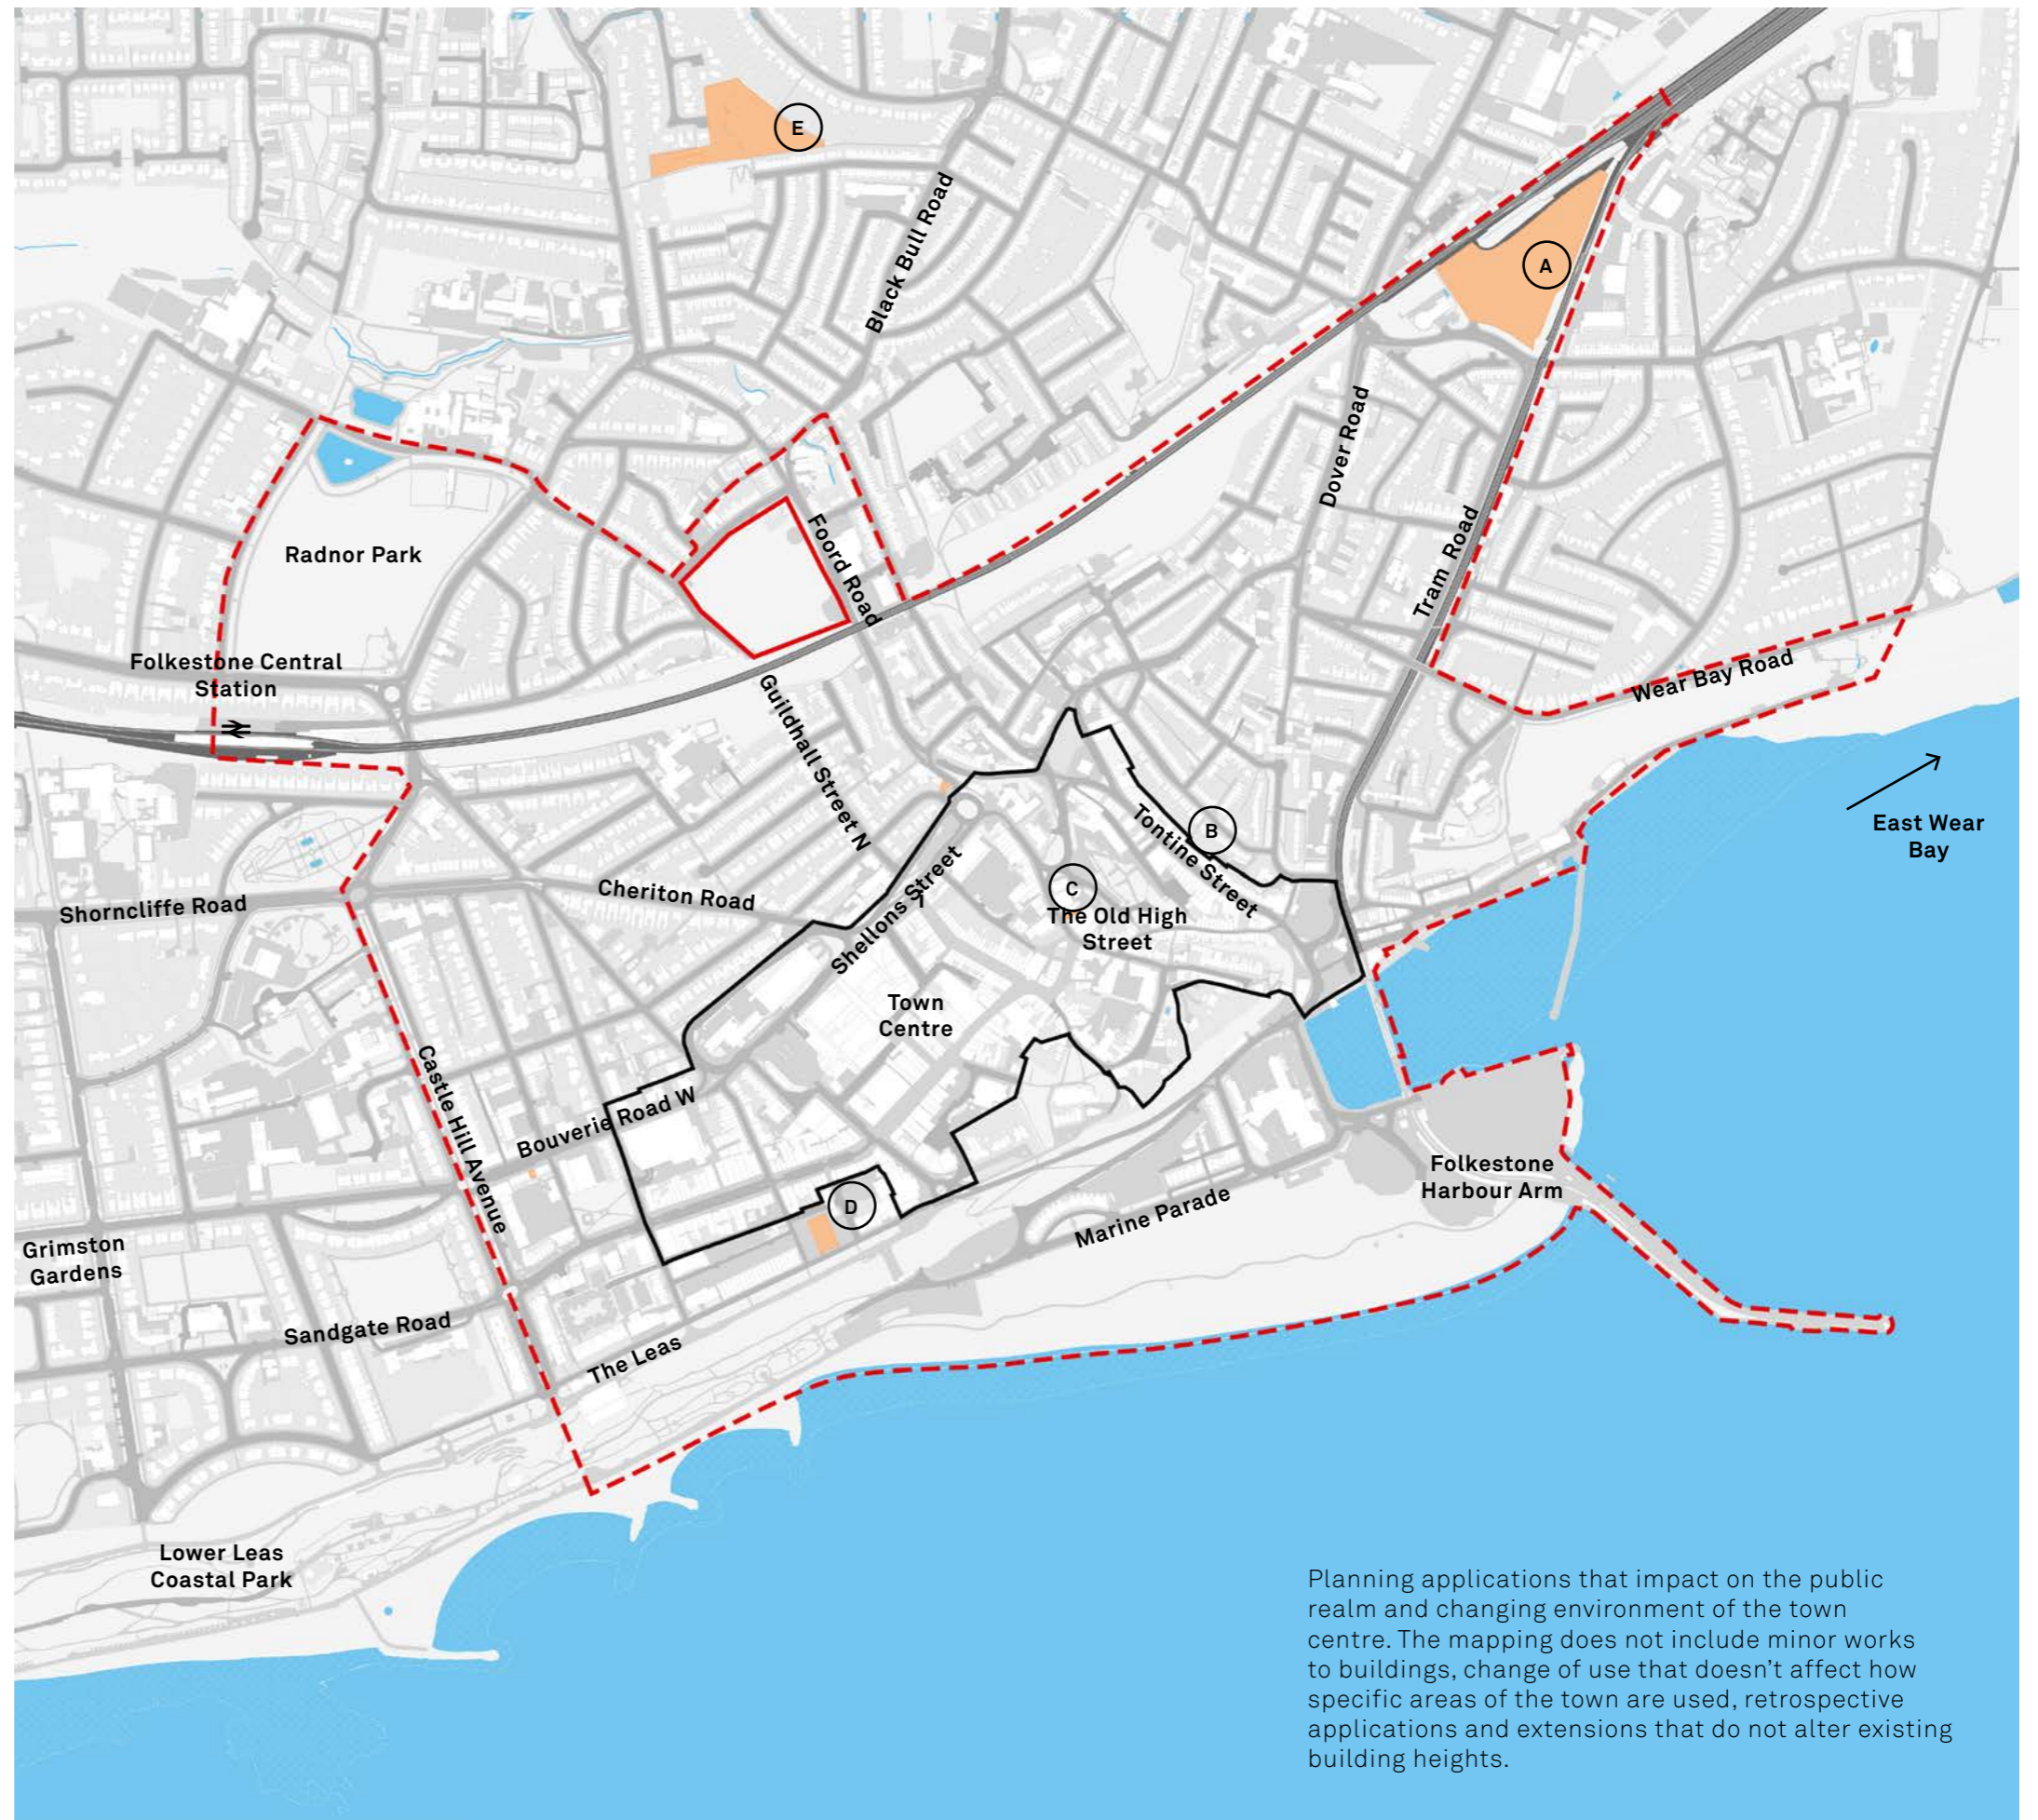 E
Black Bull Road
A
Dover Road
Radnor Park
Foord Road
Tram Road
Folkestone Central
Station
Wear Bay Road
Guildhall Street N
East Wear
Bay
B
Tontine Street
C
The Old High
Street
Shellons Street
Cheriton Road
Shorncliffe Road
Town
Centre
Castle Hill Avenue
Bouverie Road W
Folkestone
Harbour Arm
D
Marine Parade
Grimston
Gardens
Sandgate Road
The Leas
Lower Leas
Coastal Park
Planning applications that impact on the public
realm and changing environment of the town
centre. The mapping does not include minor works
to buildings, change of use that doesn't affect how
specific areas of the town are used, retrospective
applications and extensions that do not alter existing
building heights.